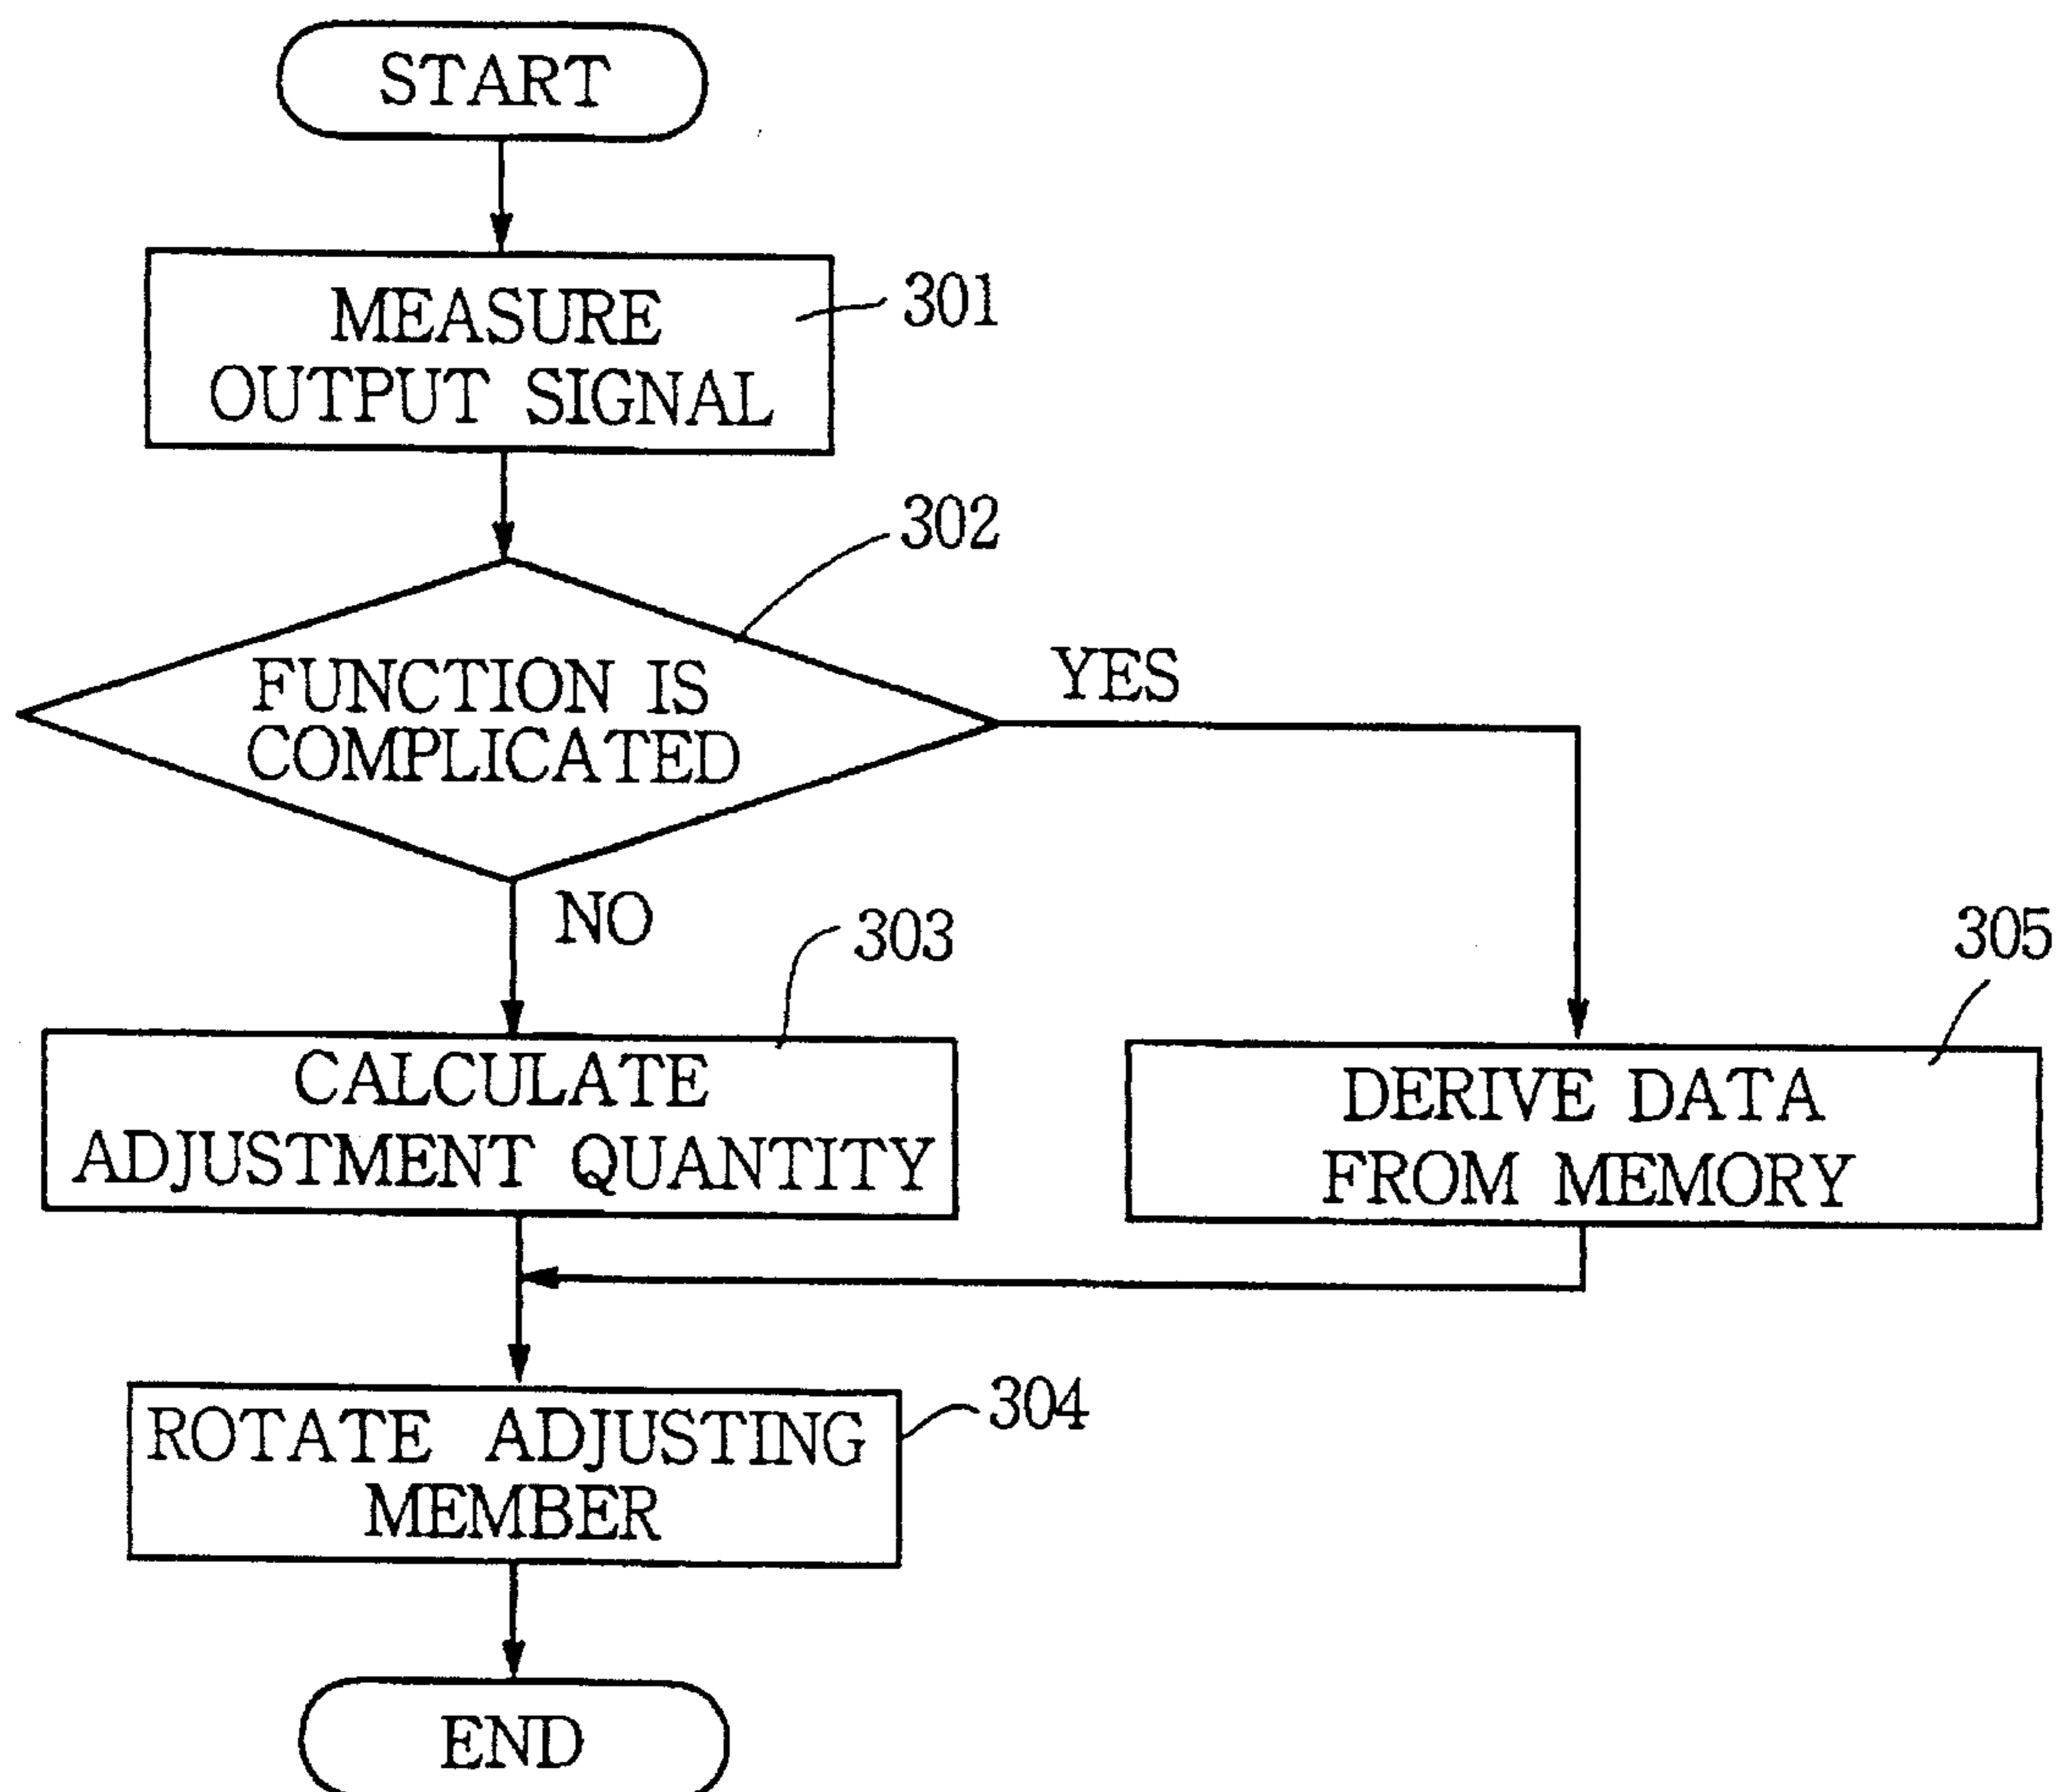 START
MEASURE
OUTPUT SIGNAL
301
302
FUNCTION IS
COMPLICATED
YES
NO
303
305
CALCULATE
ADJUSTMENT QUANTITY
DERIVE DATA
FROM MEMORY
304
ROTATE ADJUSTING
MEMBER
END